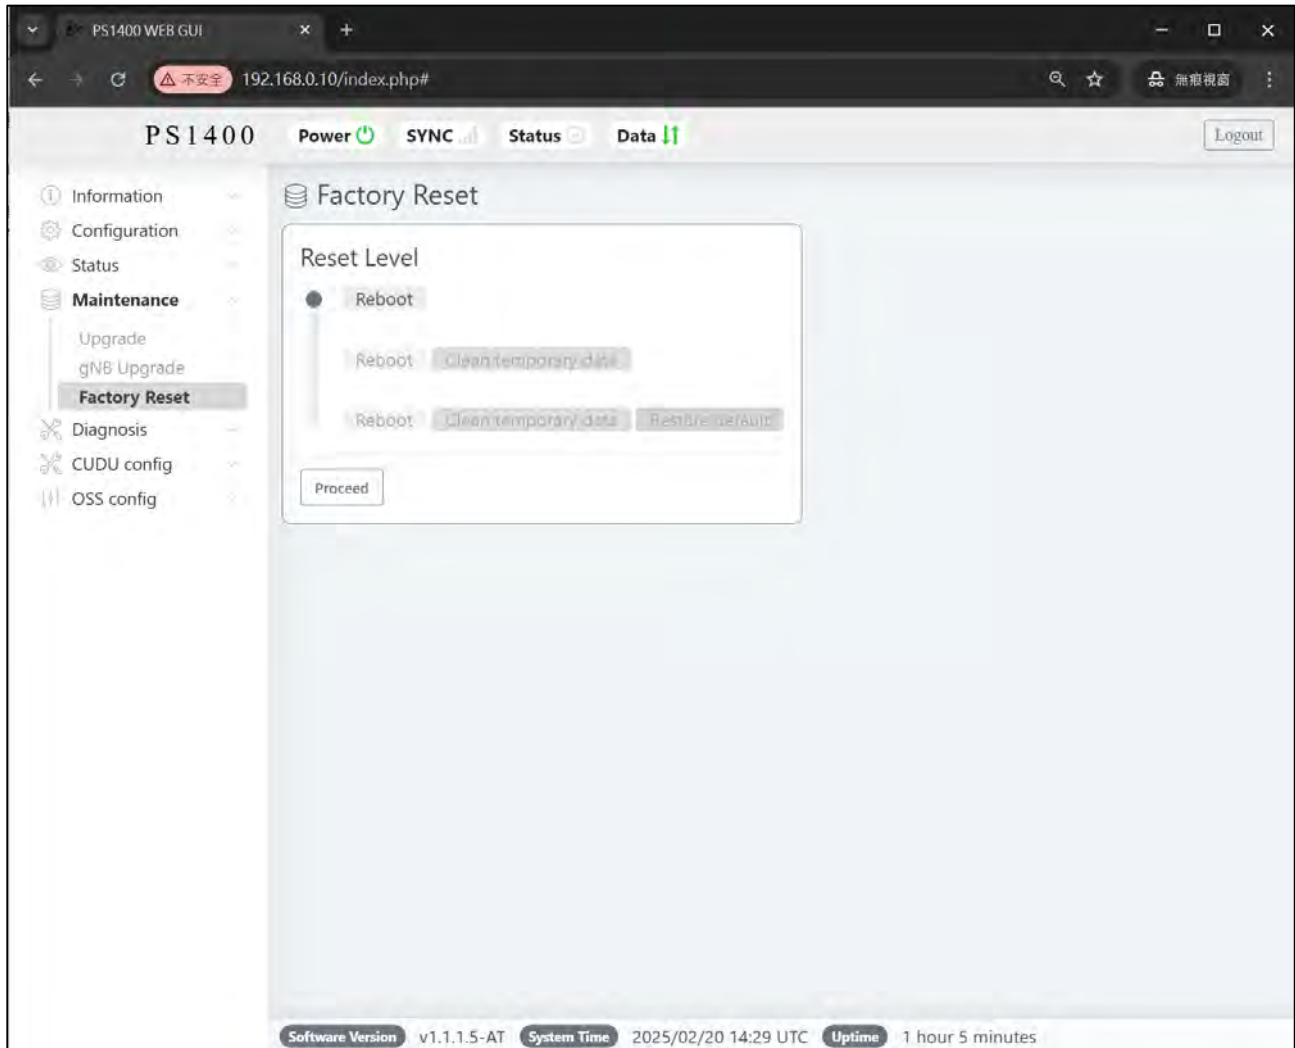 PS1400 WEB GUI
不安全 192.168.0.10/index.php# 無痕視窗
PS1400 Power SYNC Status Data Logout
Information
Configuration
Status
Maintenance
Upgrade
gNB Upgrade
Factory Reset
Diagnosis
CUDU config
OSS config
Factory Reset
Reset Level
Reboot
Reboot Clean temporary data
Reboot Clean temporary data Restore default
Proceed
Software Version v1.1.1.5-AT System Time 2025/02/20 14:29 UTC Uptime 1 hour 5 minutes